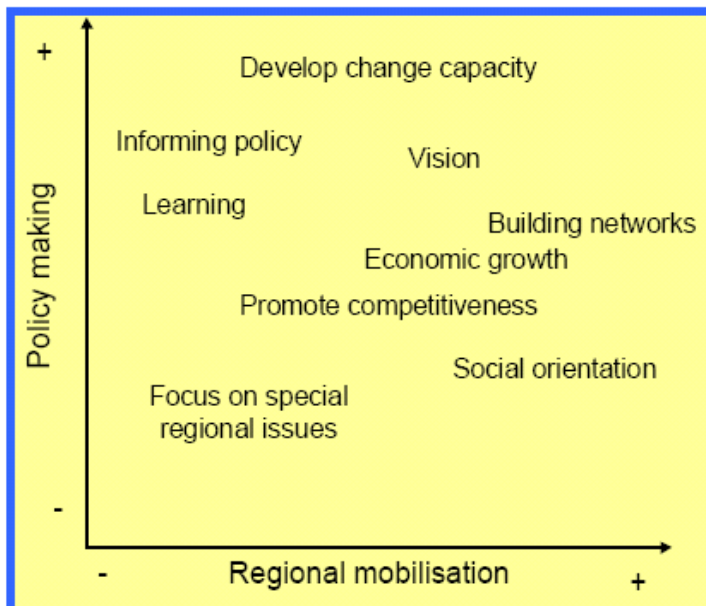 +
Develop change capacity
Informing policy
Vision
Learning
Building networks
Economic growth
Promote competitiveness
Social orientation
Focus on special
regional issues
Policy making
-
-
Regional mobilisation
+